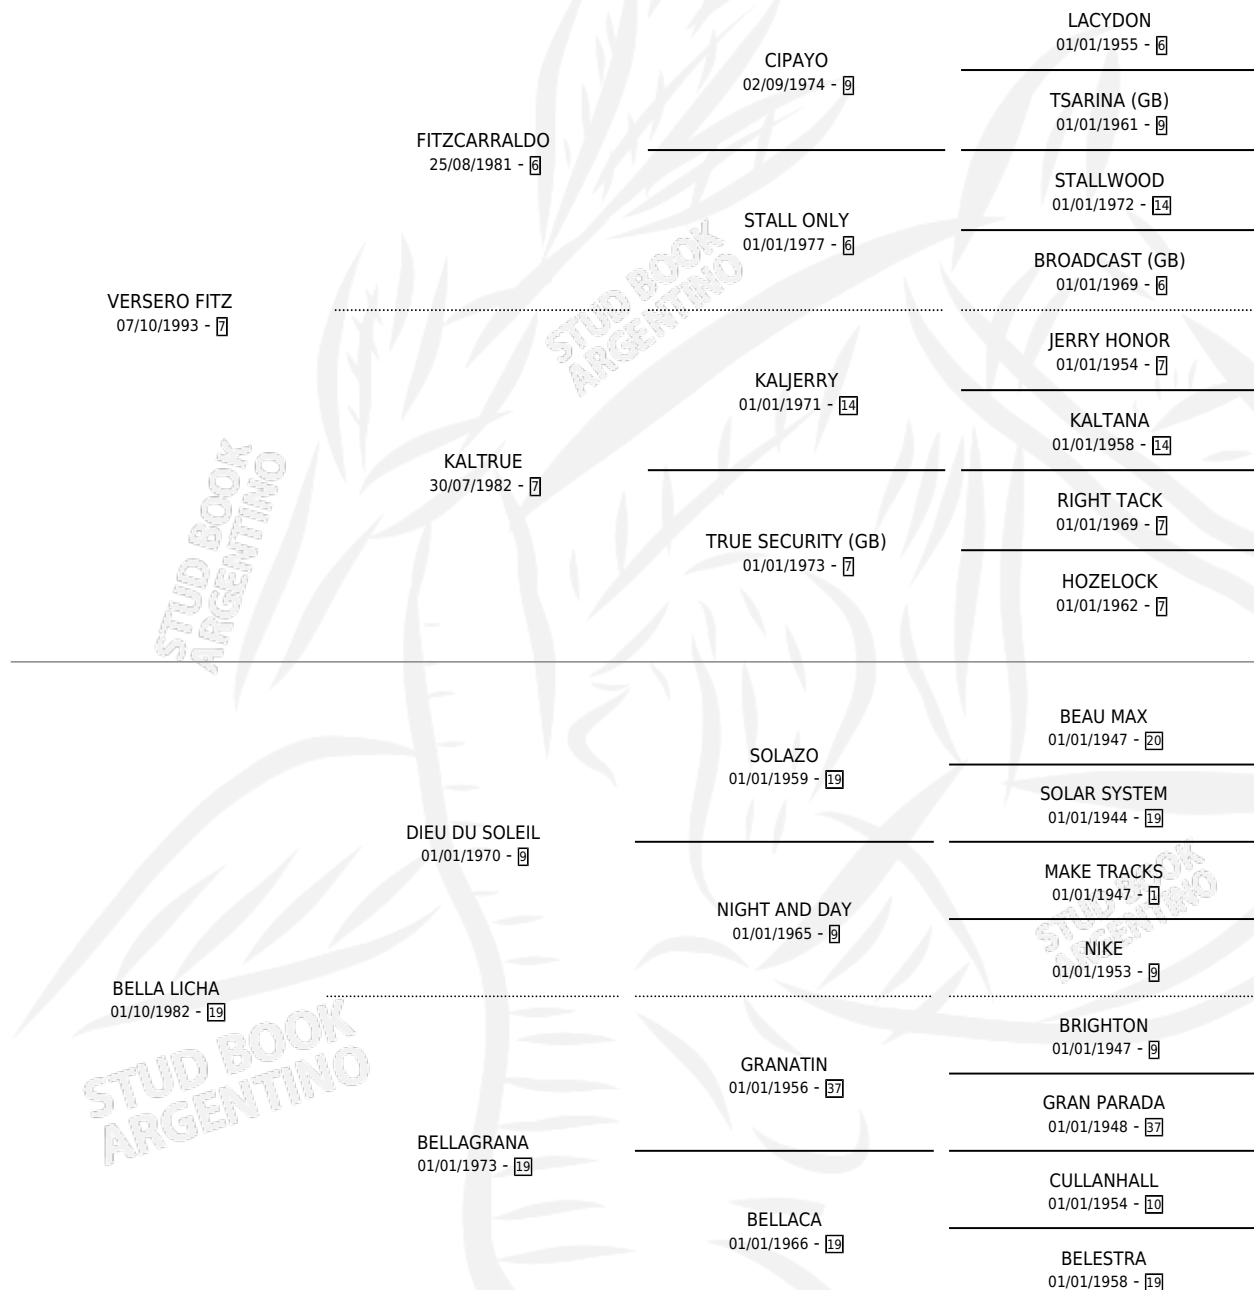 LACYDON
01/01/1955 - 6
CIPAYO
02/09/1974 - 9
TSARINA (GB)
01/01/1961 - 9
FITZCARRALDO
25/08/1981 - 6
STALLWOOD
01/01/1972 - 14
STALL ONLY
01/01/1977 - 6
BROADCAST (GB)
01/01/1969 - 6
VERSERO FITZ
07/10/1993 - 7
STUD BOOK
ARGENTINO
JERRY HONOR
01/01/1954 - 7
KALJERRY
01/01/1971 - 14
KALTANA
01/01/1958 - 14
KALTRUE
30/07/1982 - 7
RIGHT TACK
01/01/1969 - 7
TRUE SECURITY (GB)
01/01/1973 - 7
HOZELOCK
01/01/1962 - 7
STUD BOOK
ARGENTINO
BEAU MAX
01/01/1947 - 20
SOLAZO
01/01/1959 - 19
SOLAR SYSTEM
01/01/1944 - 19
DIEU DU SOLEIL
01/01/1970 - 9
MAKE TRACKS
01/01/1947 - 1
NIGHT AND DAY
01/01/1965 - 9
STUD BOOK
ARGENTINO
NIKE
01/01/1953 - 9
BELLA LICHA
01/10/1982 - 19
BRIGHTON
01/01/1947 - 9
STUD BOOK
ARGENTINO
GRANATIN
01/01/1956 - 37
GRAN PARADA
01/01/1948 - 37
BELLAGRANA
01/01/1973 - 19
CULLANHALL
01/01/1954 - 10
BELLACA
01/01/1966 - 19
BELESTRA
01/01/1958 - 19